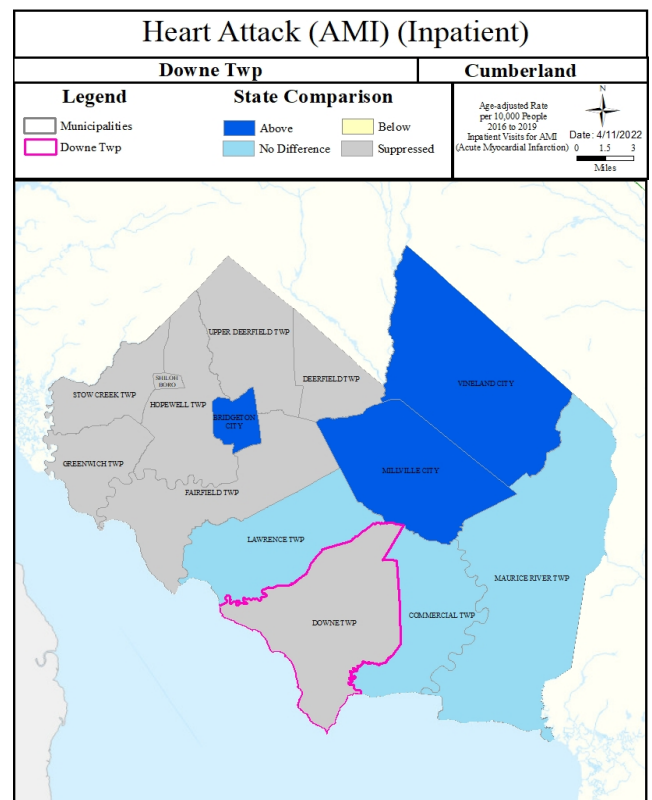 Heart Attack (AMI) (Inpatient)
Downe Twp
Cumberland
Legend
Municipalities
Downe Twp
State Comparison
Above
Below
No Difference
Suppressed
Age-adjusted Rate
per 10,000 People
2016 to 2019
Inpatient Visits for AMI
(Acute Myocardial Infarction)
N
Date: 4/11/2022
0 1.5 3
Miles
UPPER DEERFIELD TWP
DEERFIELD TWP
VINELAND CITY
SHILOH
BORO
STOW CREEK TWP
HOPEWELL TWP
BRIDGETON
CITY
GREENWICH TWP
MILLVILLE CITY
FAIRFIELD TWP
LAWRENCE TWP
MAURICE RIVER TWP
COMMERCIAL TWP
DOWNE TWP